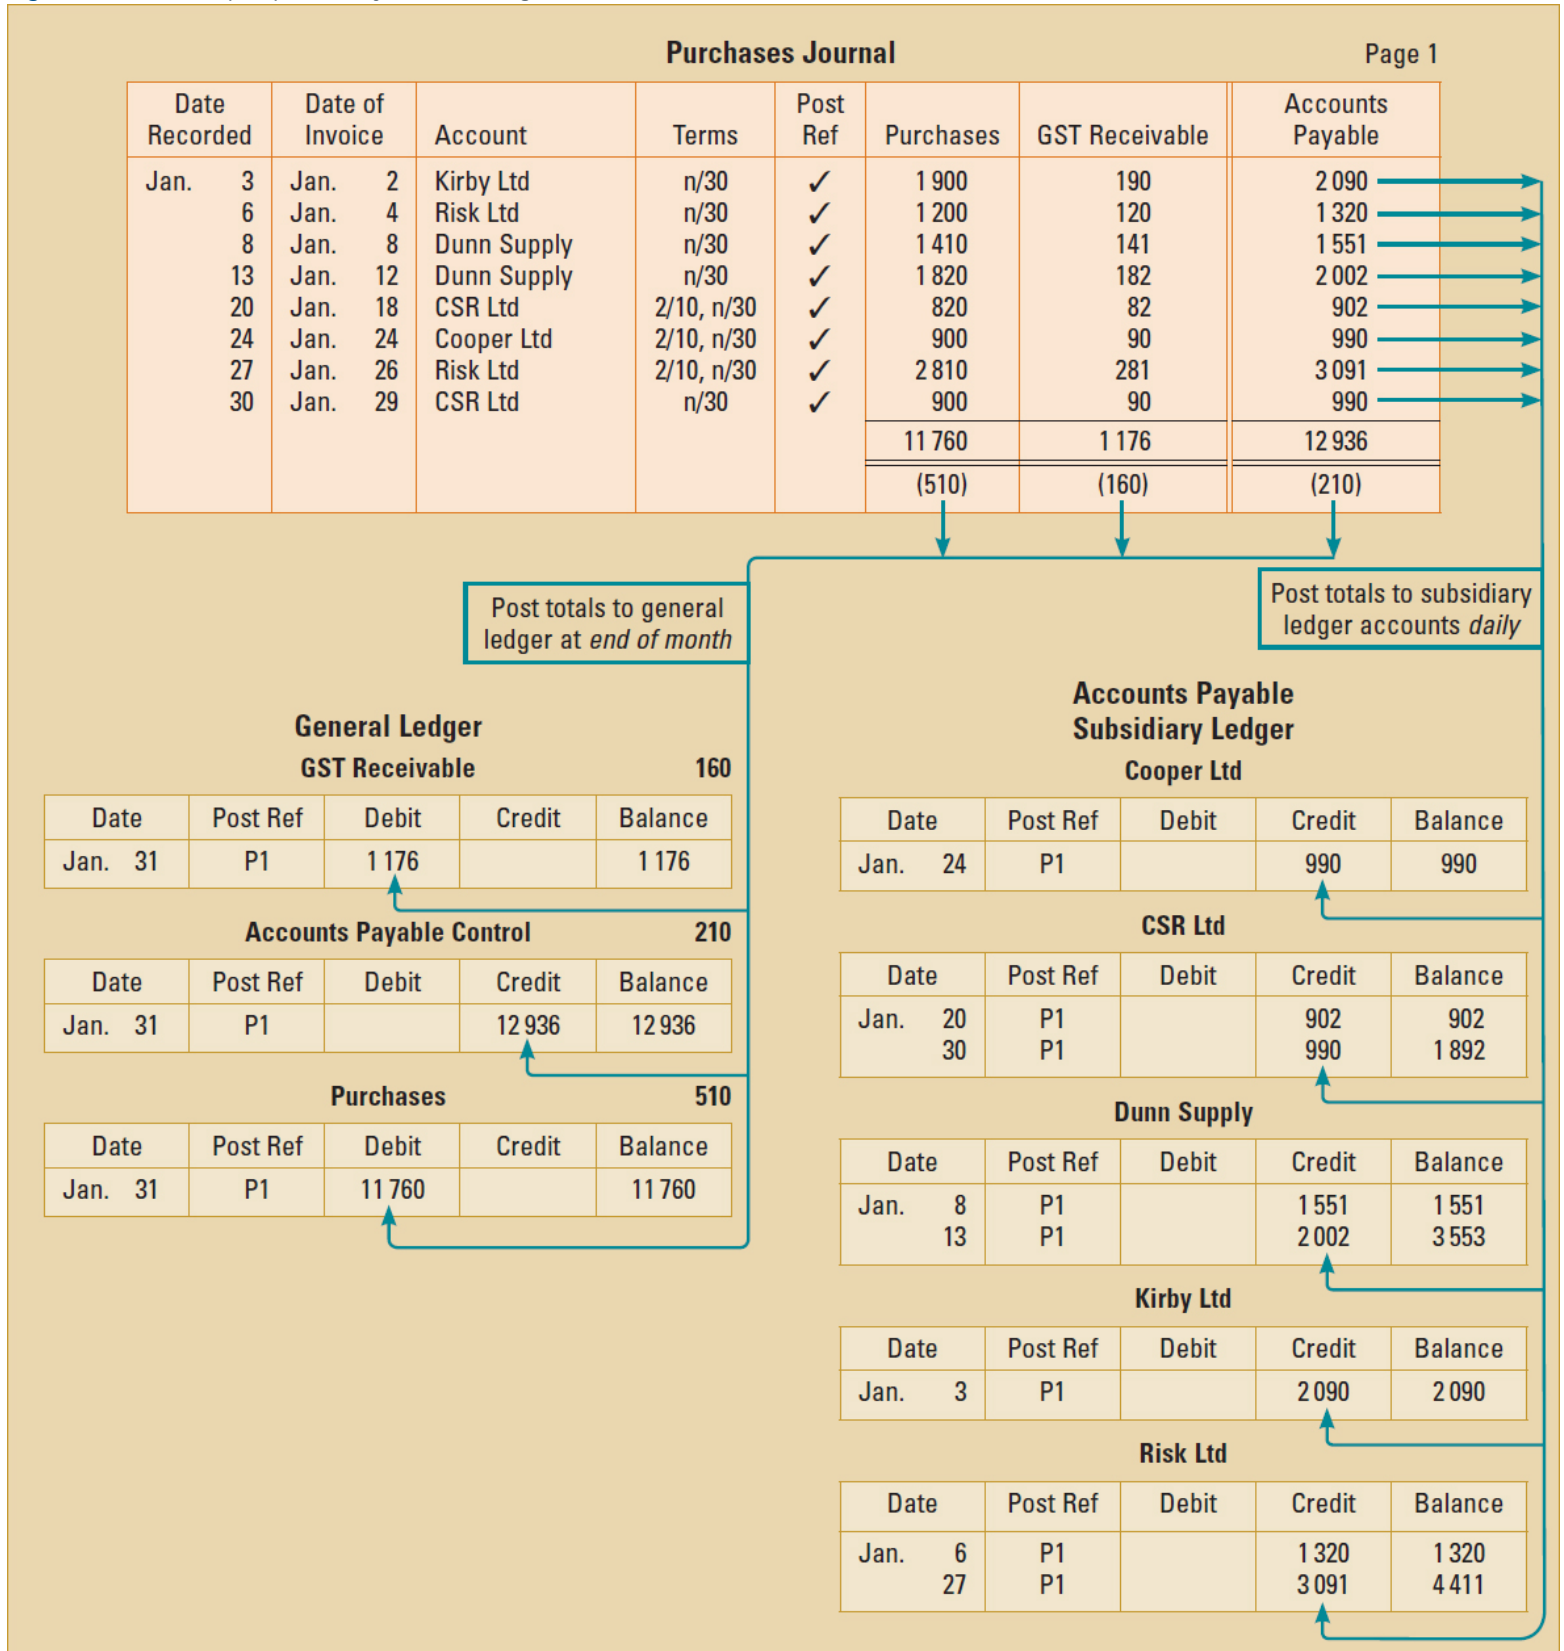 Purchases Journal Page 1
Date Recorded Date of Invoice Account Terms Post Ref Purchases GST Receivable Accounts Payable
Jan. 3 Jan. 2 Kirby Ltd n/30 ✓ 1 900 190 2 090
6 Jan. 4 Risk Ltd n/30 ✓ 1 200 120 1 320
8 Jan. 8 Dunn Supply n/30 ✓ 1 410 141 1 551
13 Jan. 12 Dunn Supply n/30 ✓ 1 820 182 2 002
20 Jan. 18 CSR Ltd 2/10, n/30 ✓ 820 82 902
24 Jan. 24 Cooper Ltd 2/10, n/30 ✓ 900 90 990
27 Jan. 26 Risk Ltd 2/10, n/30 ✓ 2 810 281 3 091
30 Jan. 29 CSR Ltd n/30 ✓ 900 90 990
11 760 1 176 12 936
(510) (160) (210)
Post totals to general
ledger at end of month
Post totals to subsidiary
ledger accounts daily
General Ledger
GST Receivable 160
Date Post Ref Debit Credit Balance
Jan. 31 P1 1 176 1 176
Accounts Payable Control 210
Date Post Ref Debit Credit Balance
Jan. 31 P1 12 936 12 936
Purchases 510
Date Post Ref Debit Credit Balance
Jan. 31 P1 11 760 11 760
Accounts Payable
Subsidiary Ledger
Cooper Ltd
Date Post Ref Debit Credit Balance
Jan. 24 P1 990 990
CSR Ltd
Date Post Ref Debit Credit Balance
Jan. 20 P1 902 902
30 P1 990 1 892
Dunn Supply
Date Post Ref Debit Credit Balance
Jan. 8 P1 1 551 1 551
13 P1 2 002 3 553
Kirby Ltd
Date Post Ref Debit Credit Balance
Jan. 3 P1 2 090 2 090
Risk Ltd
Date Post Ref Debit Credit Balance
Jan. 6 P1 1 320 1 320
27 P1 3 091 4 411